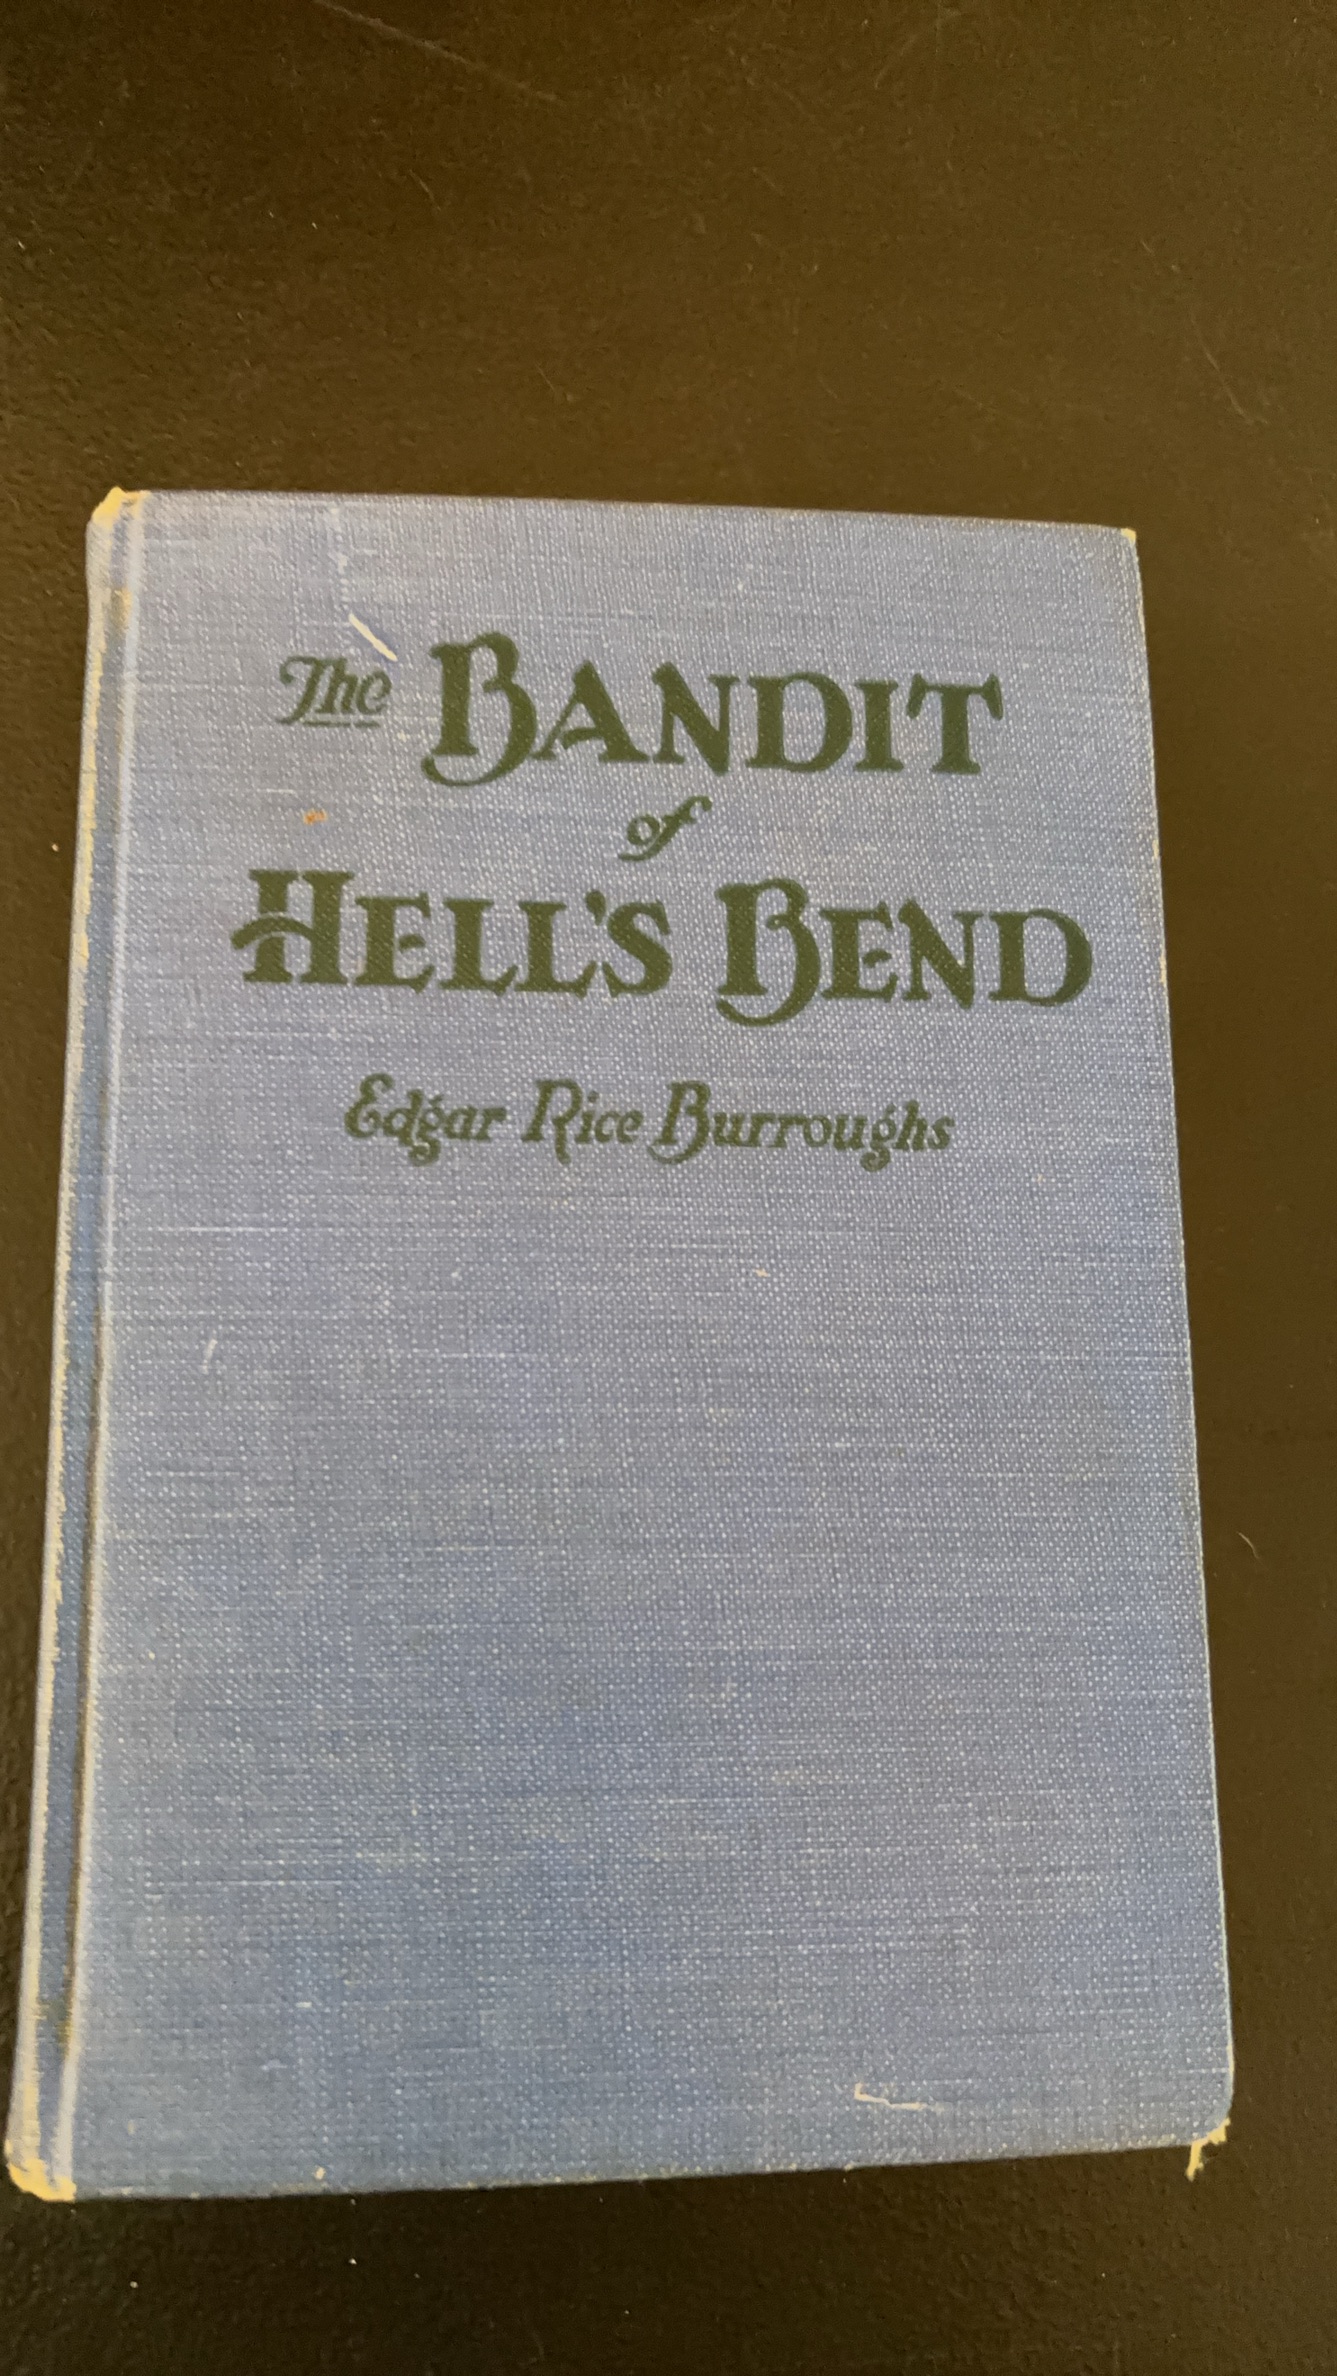 The BANDIT
of
HELL'S BEND
Edgar Rice Burroughs